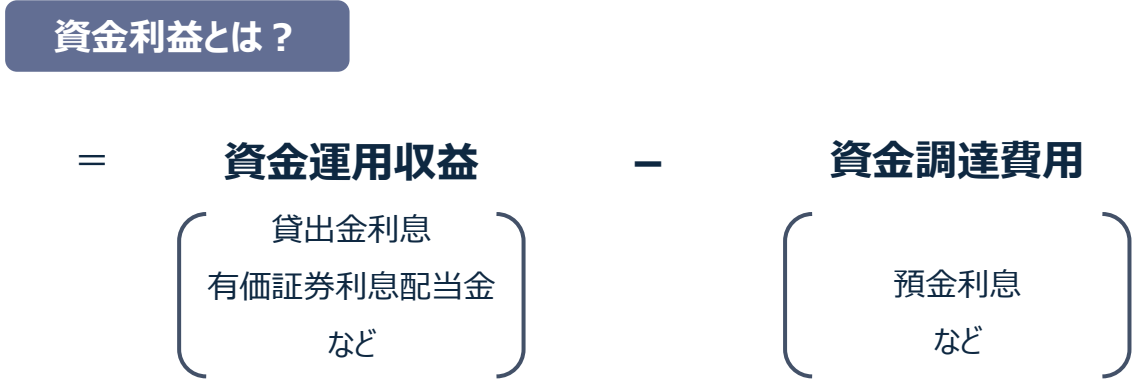 資金利益とは？
＝ 資金運用収益 － 資金調達費用
貸出金利息
有価証券利息配当金
など
預金利息
など